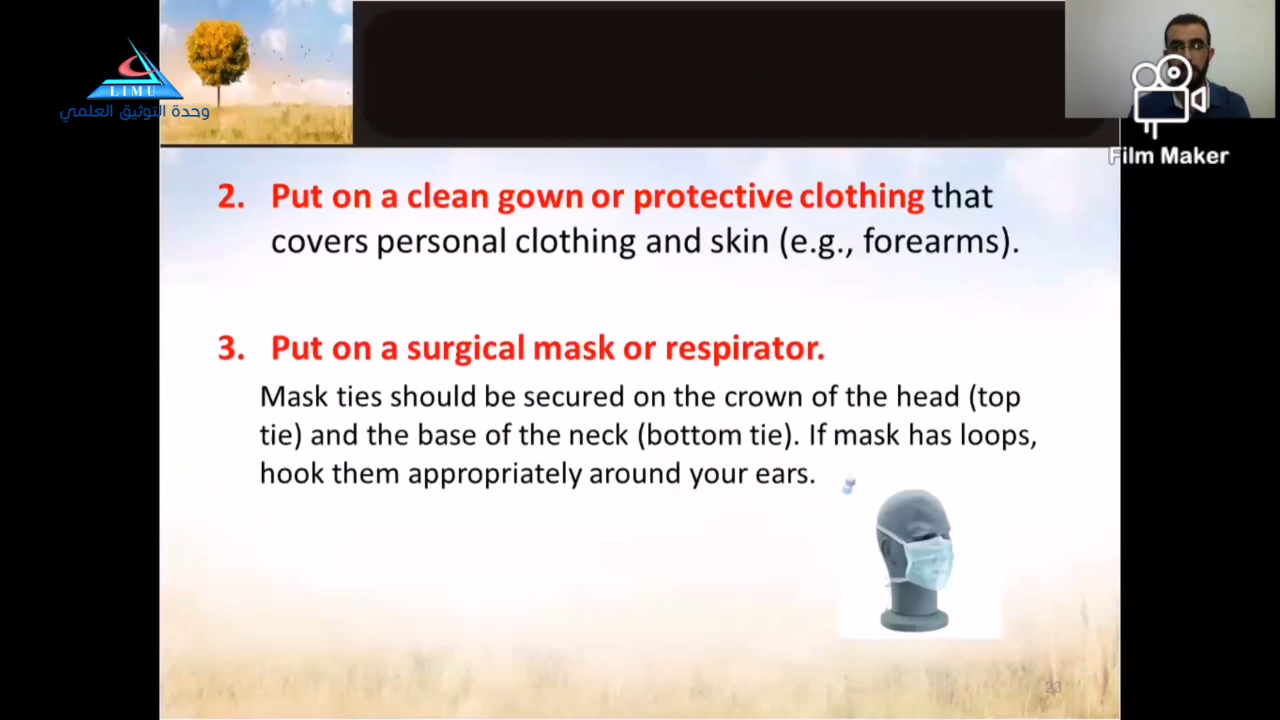 LIMU
وحدة التوثيق العلمي
Film Maker
2. Put on a clean gown or protective clothing that
covers personal clothing and skin (e.g., forearms).
3. Put on a surgical mask or respirator.
Mask ties should be secured on the crown of the head (top
tie) and the base of the neck (bottom tie). If mask has loops,
hook them appropriately around your ears.
23